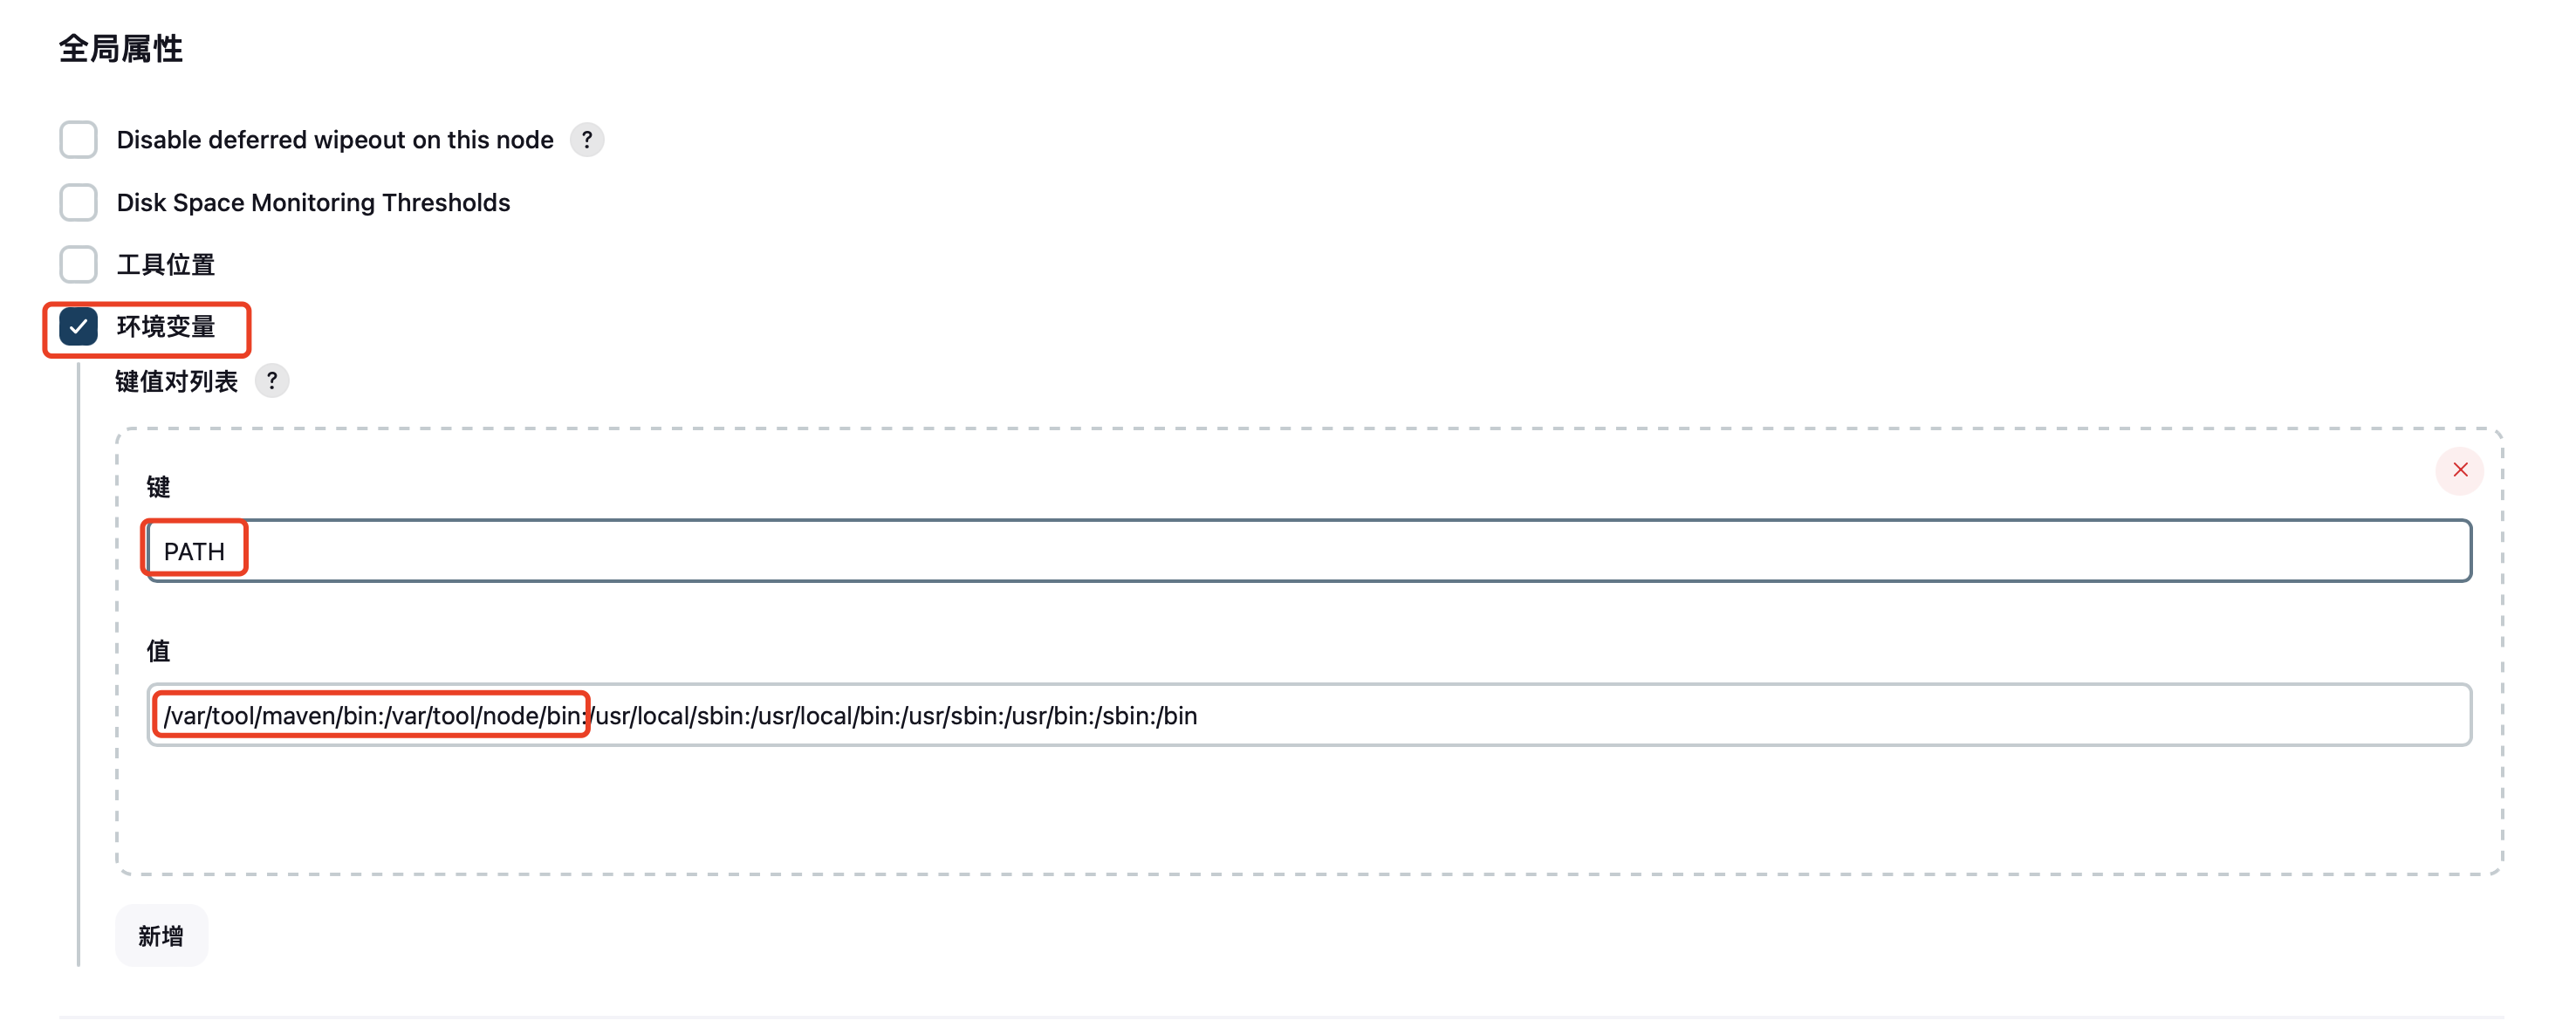 全局属性
Disable deferred wipeout on this node ?
Disk Space Monitoring Thresholds
工具位置
环境变量
键值对列表 ?
键
PATH
值
/var/tool/maven/bin:/var/tool/node/bin:/usr/local/sbin:/usr/local/bin:/usr/sbin:/usr/bin:/sbin:/bin
新增